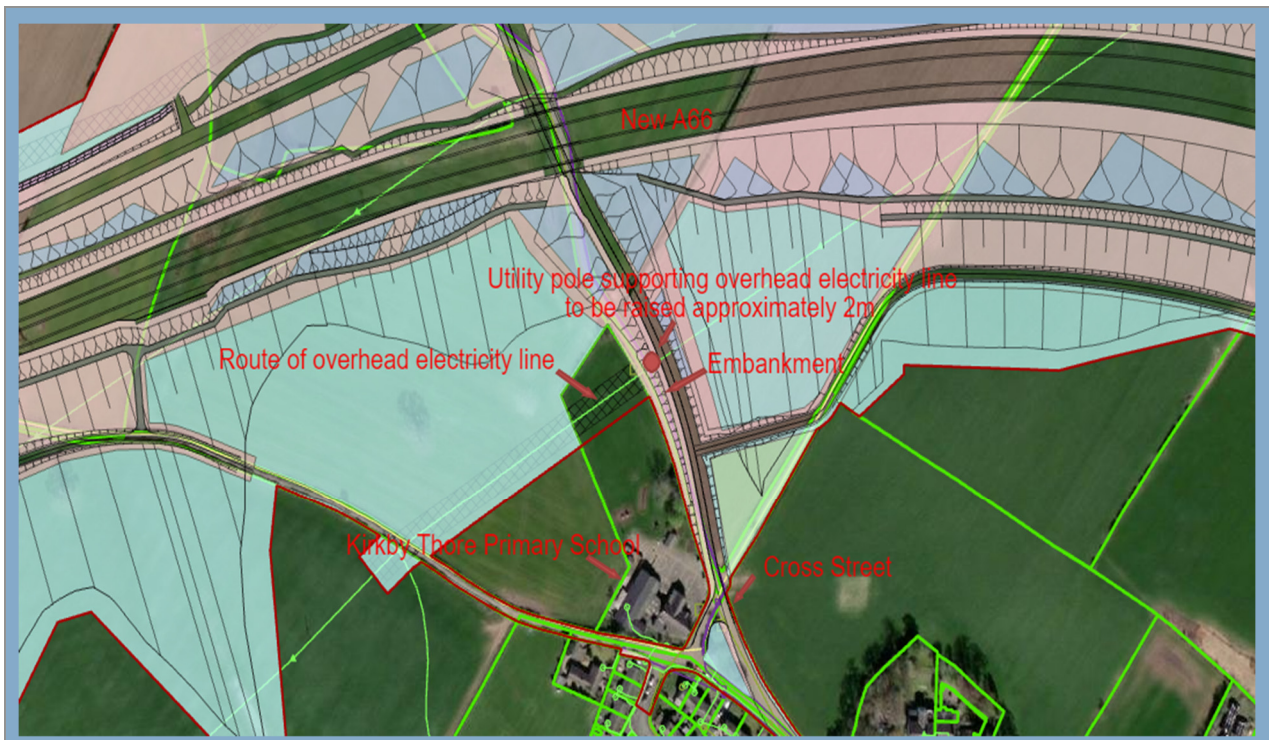 New A66
Utility pole supporting overhead electricity line
to be raised approximately 2m
Route of overhead electricity line
Embankment
Kirkby Thore Primary School
Cross Street